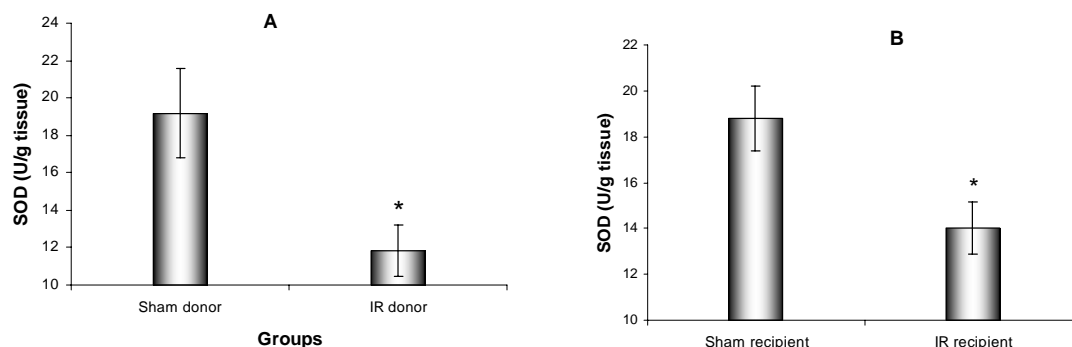 A
SOD (U/g tissue)
24
22
20
18
16
14
12
10
*
Sham donor
IR donor
Groups
B
SOD (U/g tissue)
22
20
18
16
14
12
10
*
Sham recipient
IR recipient